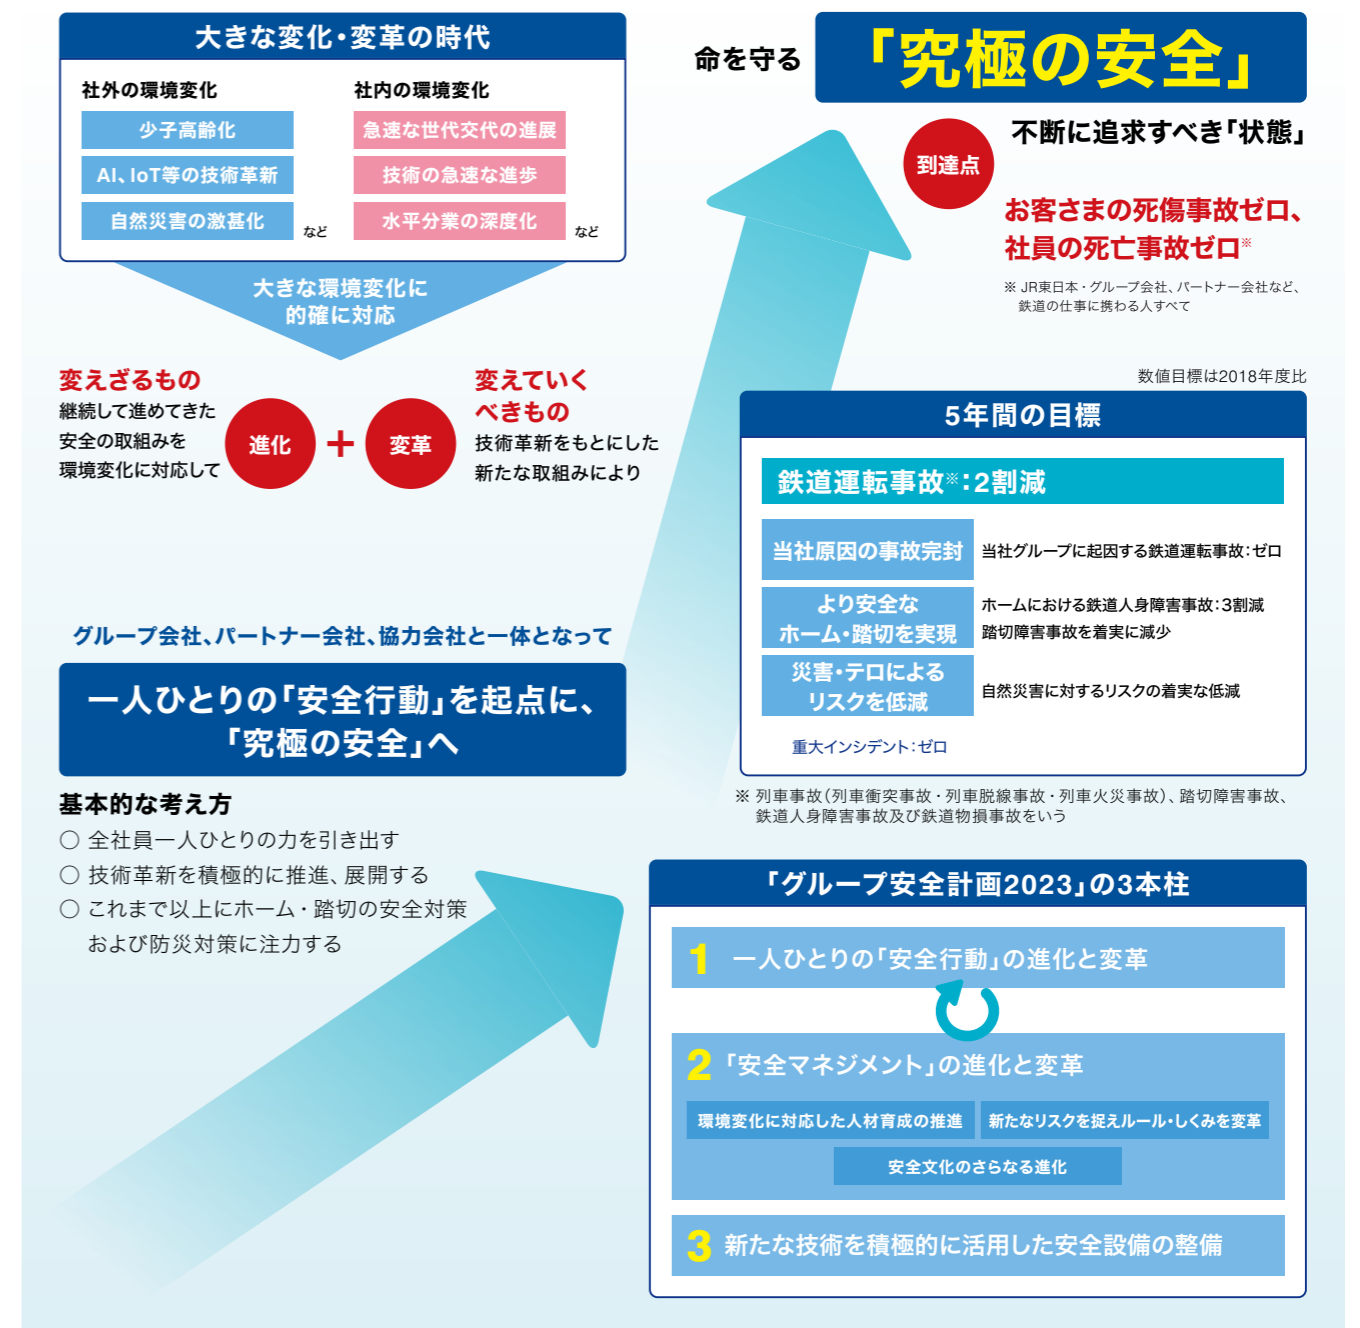 大きな変化・変革の時代
社外の環境変化
少子高齢化
AI、IoT等の技術革新
自然災害の激甚化
など
社内の環境変化
急速な世代交代の進展
技術の急速な進歩
水平分業の深度化
など
大きな環境変化に
的確に対応
変えざるもの
継続して進めてきた
安全の取組みを
環境変化に対応して
進化
+
変革
変えていく
べきもの
技術革新をもとにした
新たな取組みにより
グループ会社、パートナー会社、協力会社と一体となって
一人ひとりの「安全行動」を起点に、
「究極の安全」へ
基本的な考え方
○ 全社員一人ひとりの力を引き出す
○ 技術革新を積極的に推進、展開する
○ これまで以上にホーム・踏切の安全対策
および防災対策に注力する
命を守る
「究極の安全」
到達点
不断に追求すべき「状態」
お客さまの死傷事故ゼロ、
社員の死亡事故ゼロ※
※ JR東日本・グループ会社、パートナー会社など、
鉄道の仕事に携わる人すべて
数値目標は2018年度比
5年間の目標
鉄道運転事故※：2割減
当社原因の事故完封
当社グループに起因する鉄道運転事故：ゼロ
より安全な
ホーム・踏切を実現
ホームにおける鉄道人身障害事故：3割減
踏切障害事故を着実に減少
災害・テロによる
リスクを低減
自然災害に対するリスクの着実な低減
重大インシデント：ゼロ
※ 列車事故（列車衝突事故・列車脱線事故・列車火災事故）、踏切障害事故、
鉄道人身障害事故及び鉄道物損事故をいう
「グループ安全計画2023」の3本柱
1 一人ひとりの「安全行動」の進化と変革
2 「安全マネジメント」の進化と変革
環境変化に対応した人材育成の推進
新たなリスクを捉えルール・しくみを変革
安全文化のさらなる進化
3 新たな技術を積極的に活用した安全設備の整備